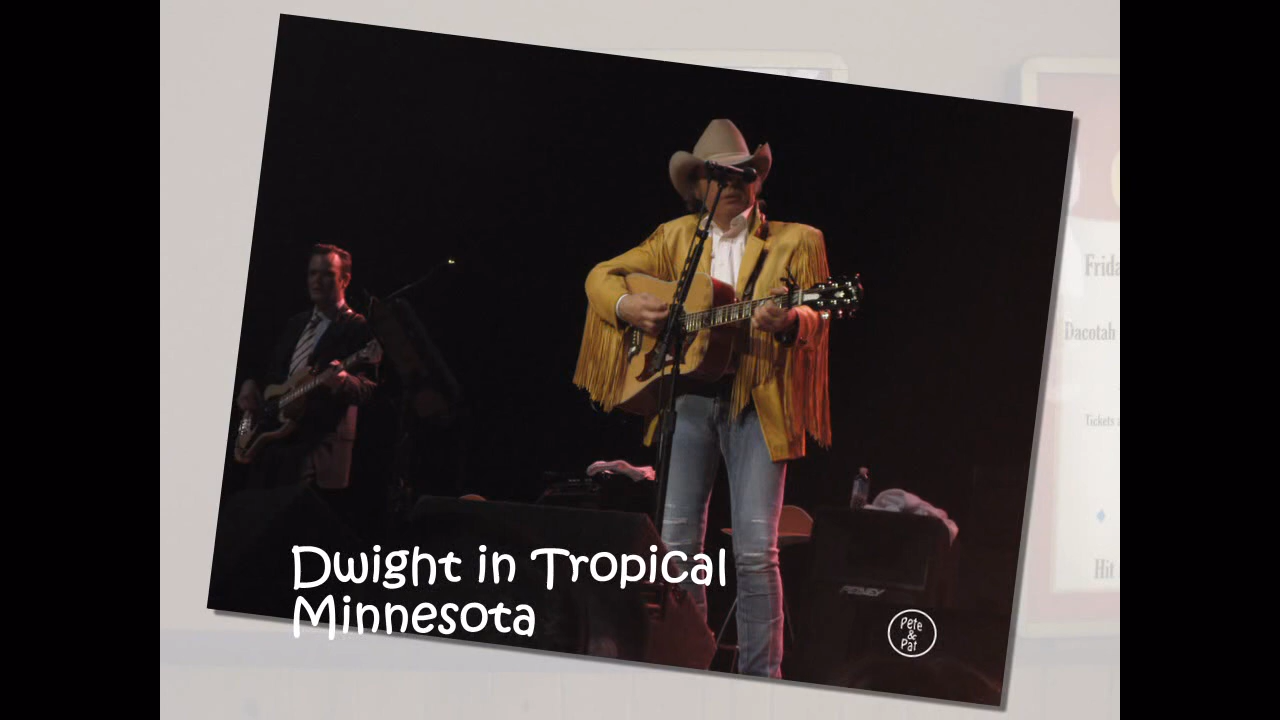 Frida
Dacotah
Tickets
Hit
PEAVEY
Dwight in Tropical
Minnesota
Pete
&
Pat